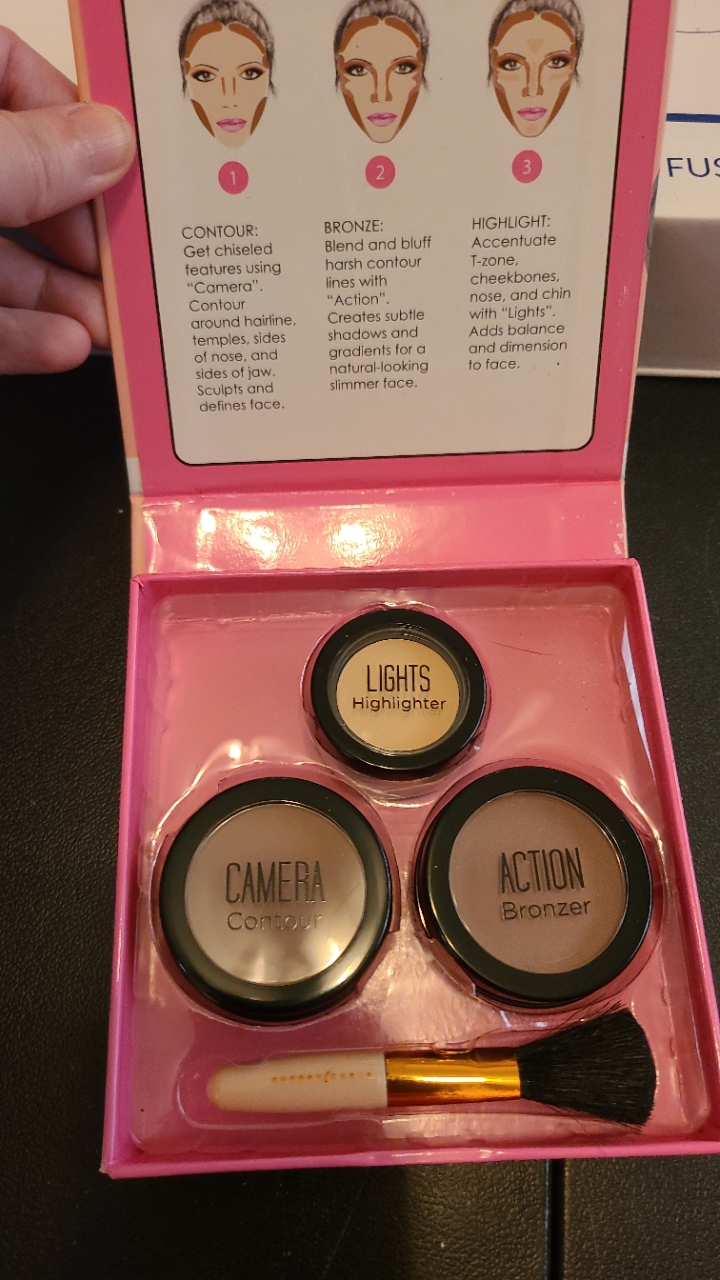 1
2
3
FUS
CONTOUR:
Get chiseled
features using
“Camera”.
Contour
around hairline,
temples, sides
of nose, and
sides of jaw.
Sculpts and
defines face.
BRONZE:
Blend and bluff
harsh contour
lines with
“Action”.
Creates subtle
shadows and
gradients for a
natural-looking
slimmer face.
HIGHLIGHT:
Accentuate
T-zone,
cheekbones,
nose, and chin
with “Lights”.
Adds balance
and dimension
to face.
LIGHTS
Highlighter
CAMERA
Contour
ACTION
Bronzer